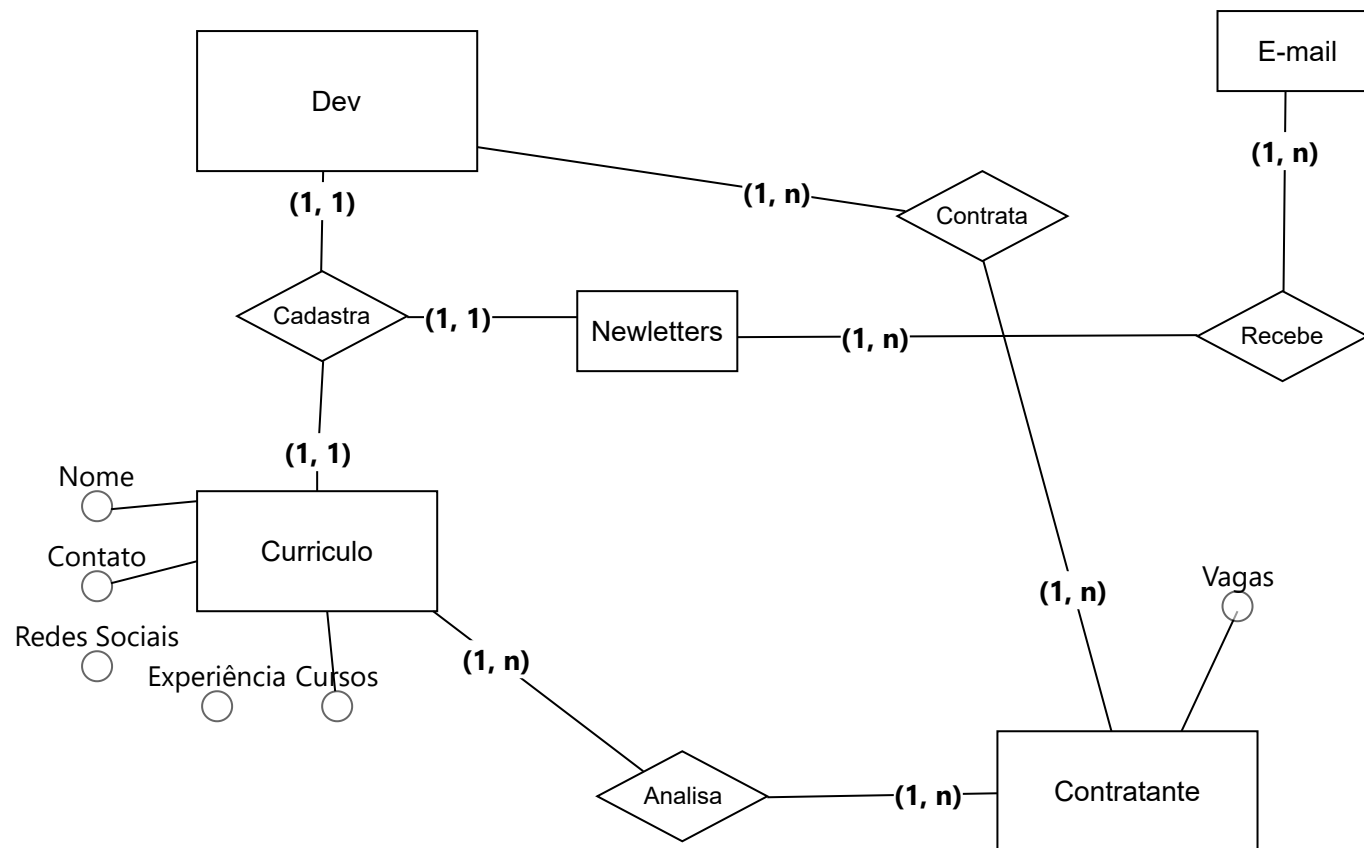 E-mail
Dev
(1, n)
(1, n)
(1, 1)
Contrata
Cadastra
(1, 1)
Newletters
(1, n)
Recebe
(1, 1)
Nome
Contato
Curriculo
(1, n)
Vagas
Redes Sociais
(1, n)
Experiência Cursos
Analisa
(1, n)
Contratante